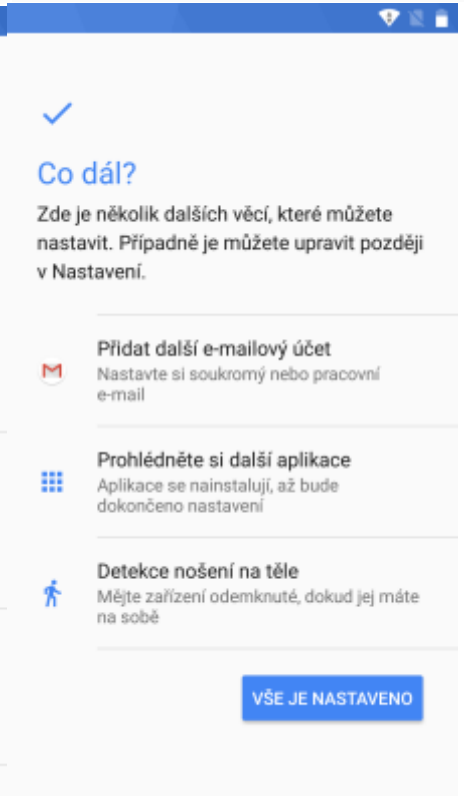 Co dál?
Zde je několik dalších věcí, které můžete
nastavit. Případně je můžete upravit později
v Nastavení.
Přidat další e-mailový účet
Nastavte si soukromý nebo pracovní
e-mail
Prohlédněte si další aplikace
Aplikace se nainstalují, až bude
dokončeno nastavení
Detekce nošení na těle
Mějte zařízení odemknuté, dokud jej máte
na sobě
VŠE JE NASTAVENO